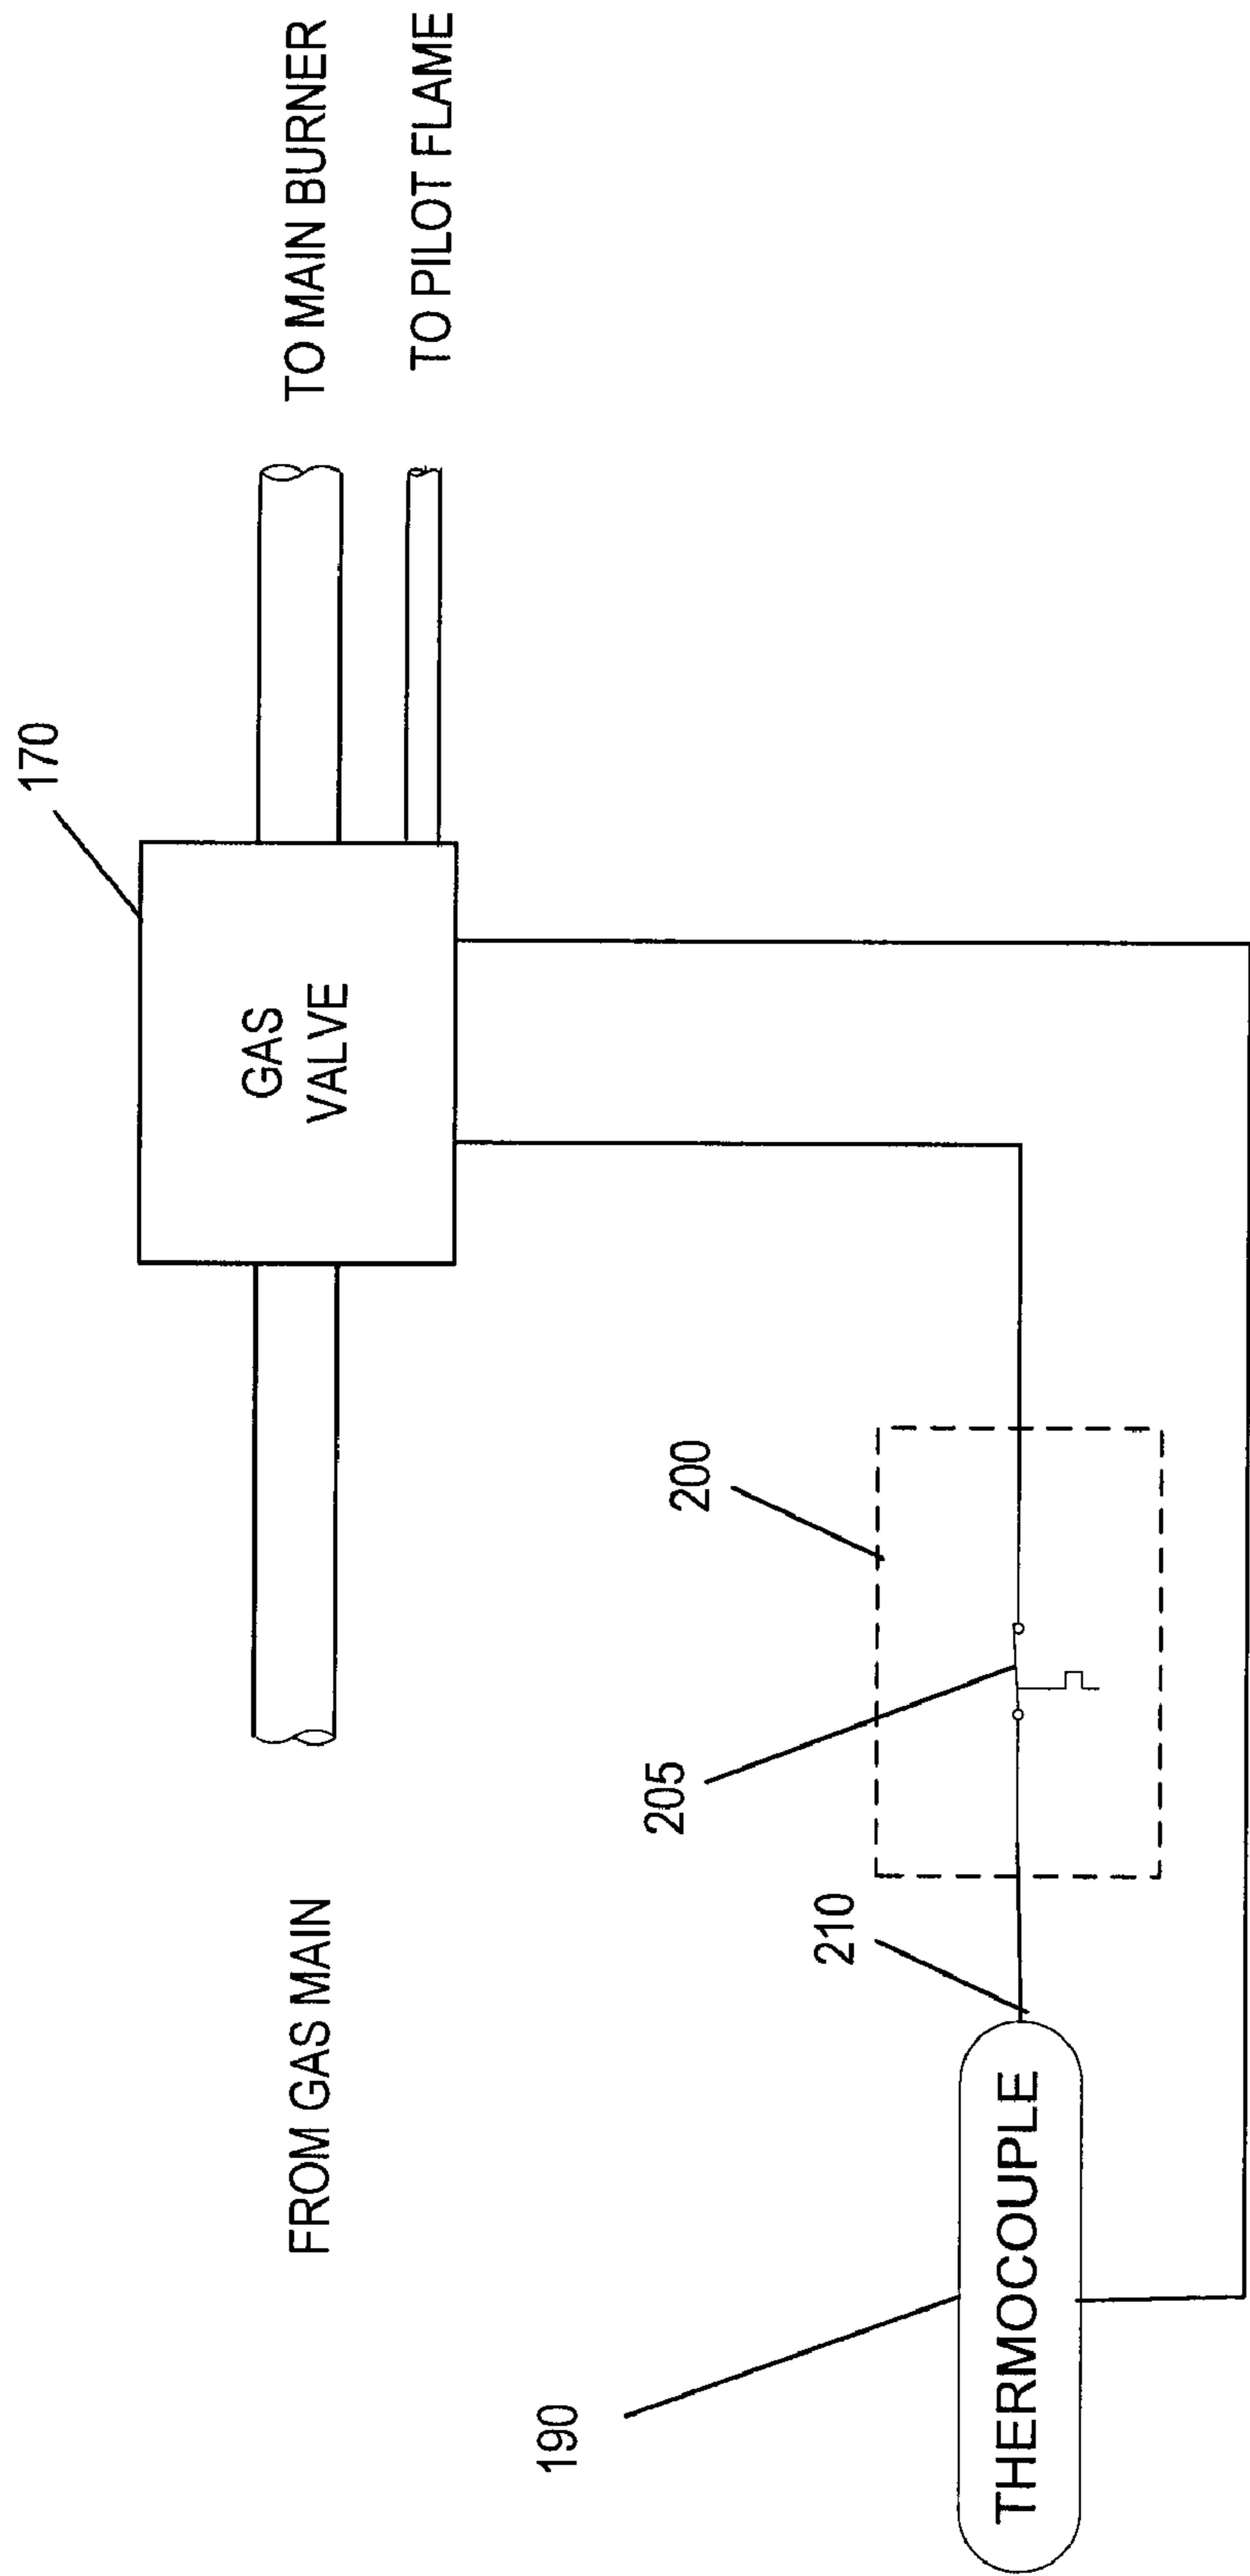 170
TO MAIN BURNER
TO PILOT FLAME
GAS
VALVE
FROM GAS MAIN
200
205
210
190
THERMOCOUPLE